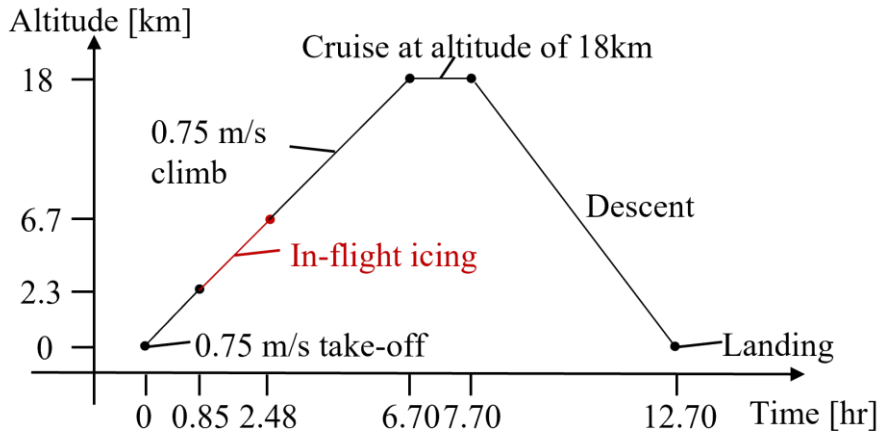 Altitude [km]
Cruise at altitude of 18km
18
0.75 m/s
climb
6.7
Descent
In-flight icing
2.3
0
0.75 m/s take-off
Landing
0 0.85 2.48 6.70 7.70 12.70 Time [hr]